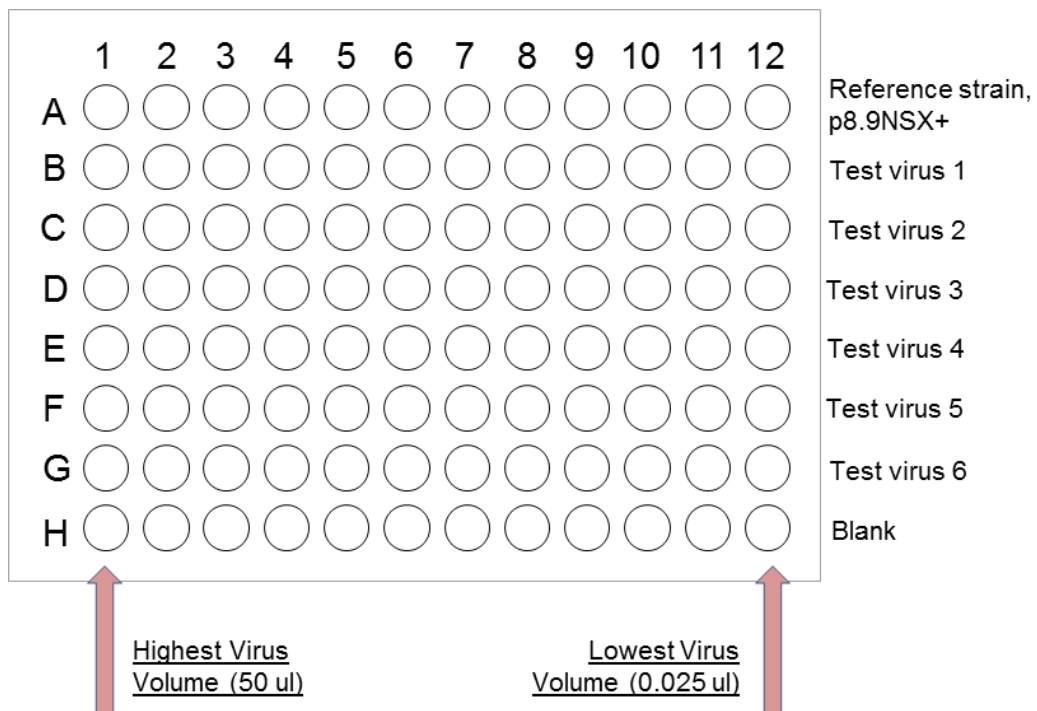 1 2 3 4 5 6 7 8 9 10 11 12
A Reference strain,
p8.9NSX+
B Test virus 1
C Test virus 2
D Test virus 3
E Test virus 4
F Test virus 5
G Test virus 6
H Blank
Highest Virus
Volume (50 ul)
Lowest Virus
Volume (0.025 ul)